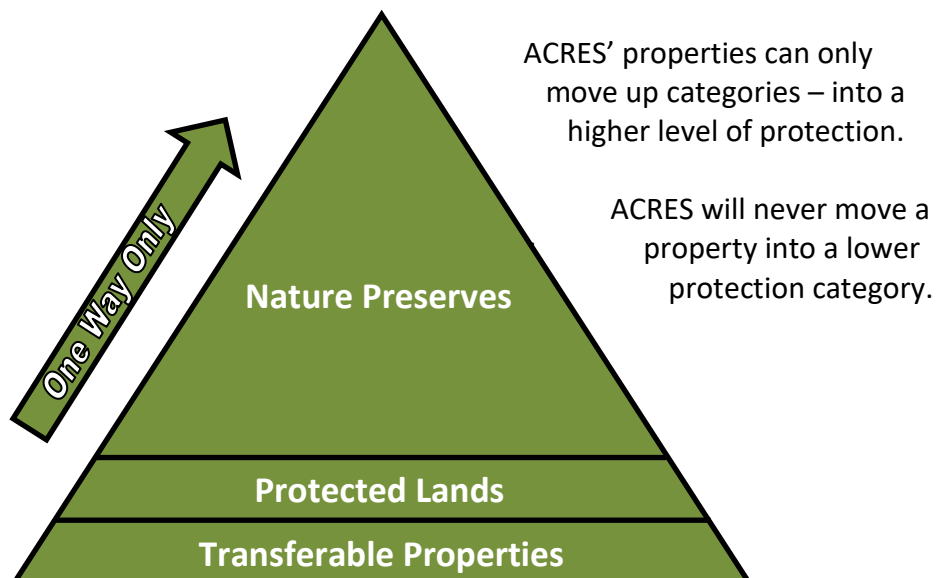 ACRES’ properties can only
move up categories – into a
higher level of protection.
ACRES will never move a
property into a lower
protection category.
One Way Only
Nature Preserves
Protected Lands
Transferable Properties